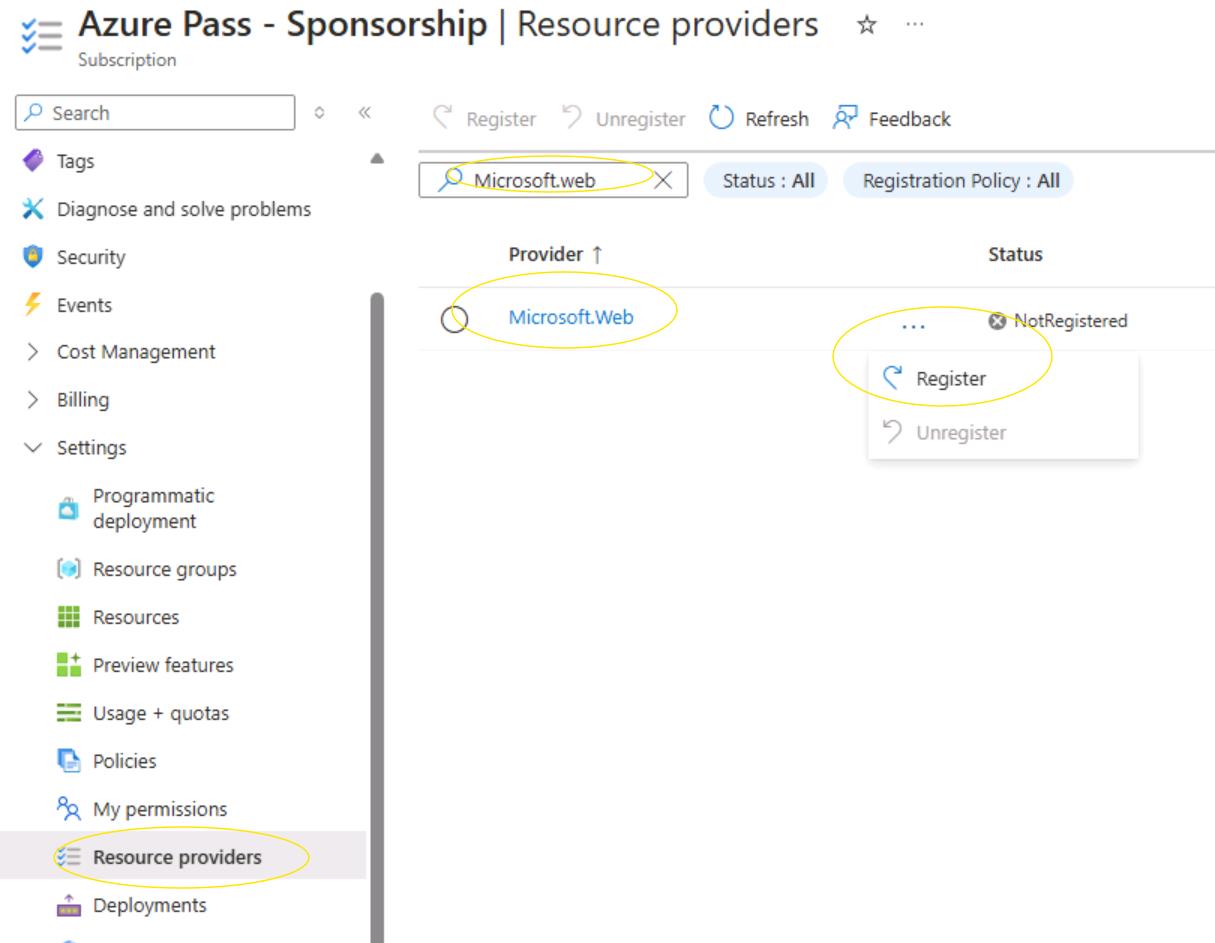 Azure Pass - Sponsorship | Resource providers ☆ ...
Subscription
Search
Tags
Diagnose and solve problems
Security
Events
Cost Management
Billing
Settings
Programmatic
deployment
Resource groups
Resources
Preview features
Usage + quotas
Policies
My permissions
Resource providers
Deployments
Register Unregister Refresh Feedback
Microsoft.web Status : All Registration Policy : All
Provider ↑ Status
Microsoft.Web ... NotRegistered
Register
Unregister